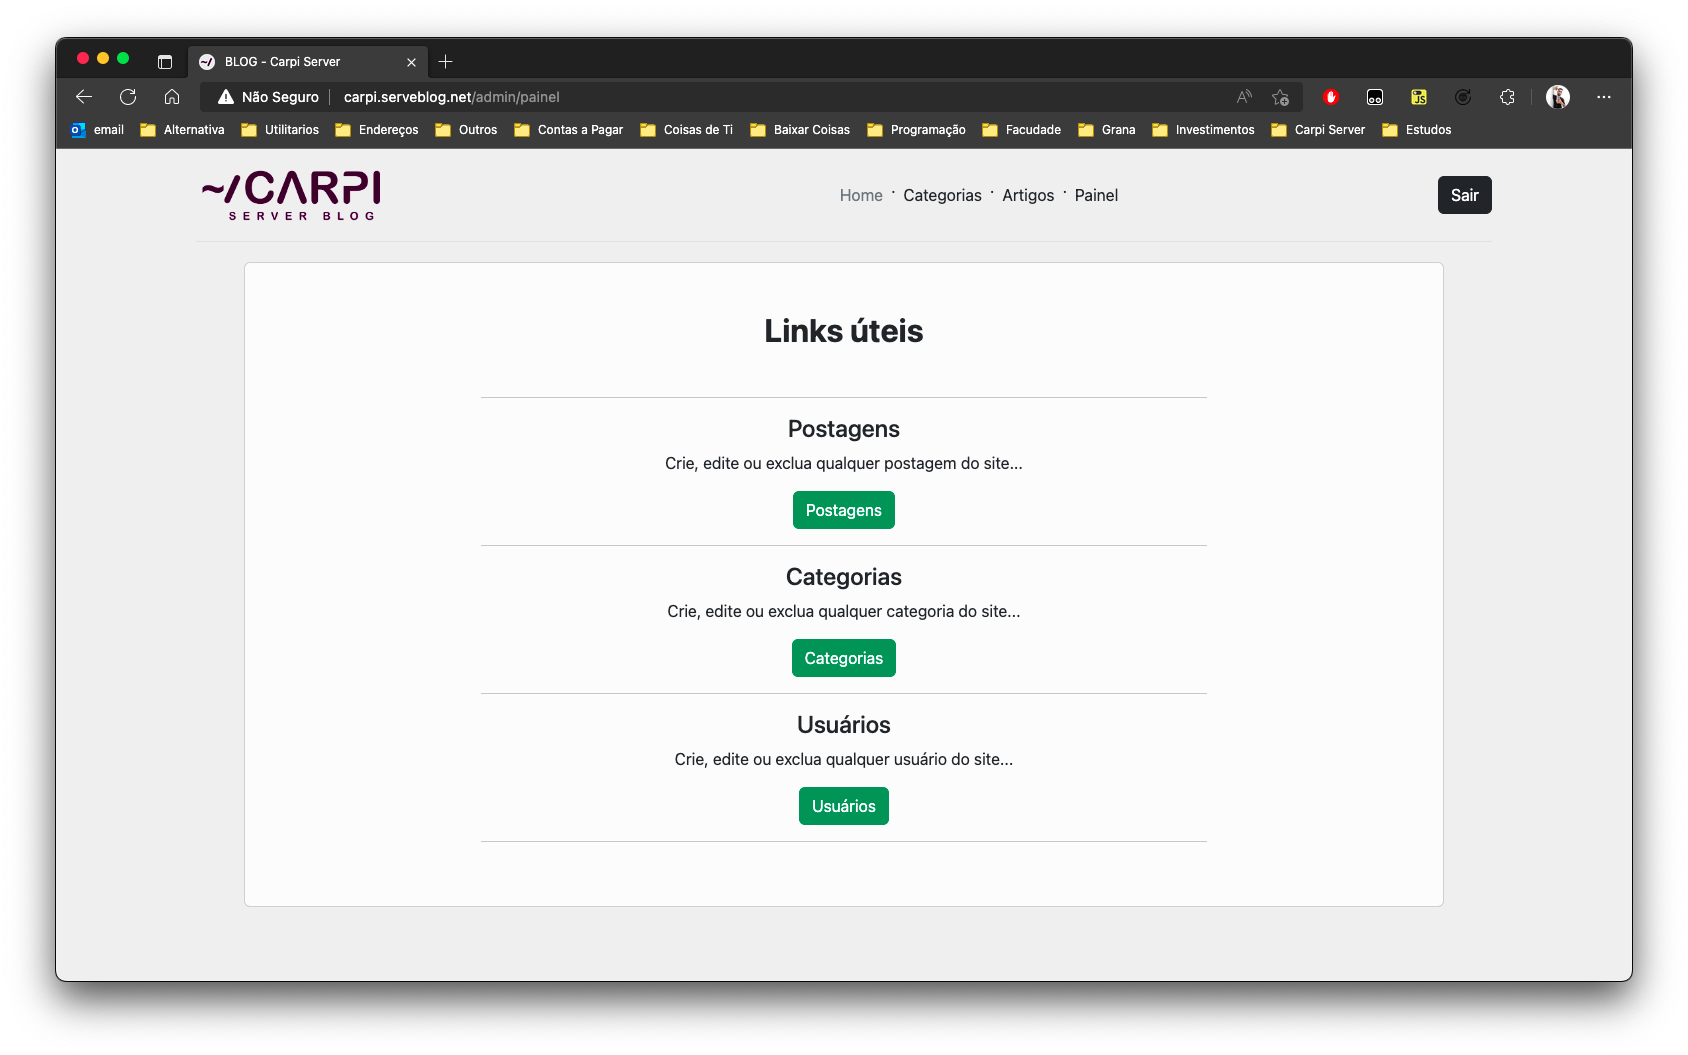 BLOG - Carpi Server
Não Seguro carpi.serveblog.net/admin/painel
email Alternativa Utilitarios Endereços Outros Contas a Pagar Coisas de Ti Baixar Coisas Programação Facudade Grana Investimentos Carpi Server Estudos
~/CARPI
SERVER BLOG
Home · Categorias · Artigos · Painel
Sair
Links úteis
Postagens
Crie, edite ou exclua qualquer postagem do site...
Postagens
Categorias
Crie, edite ou exclua qualquer categoria do site...
Categorias
Usuários
Crie, edite ou exclua qualquer usuário do site...
Usuários